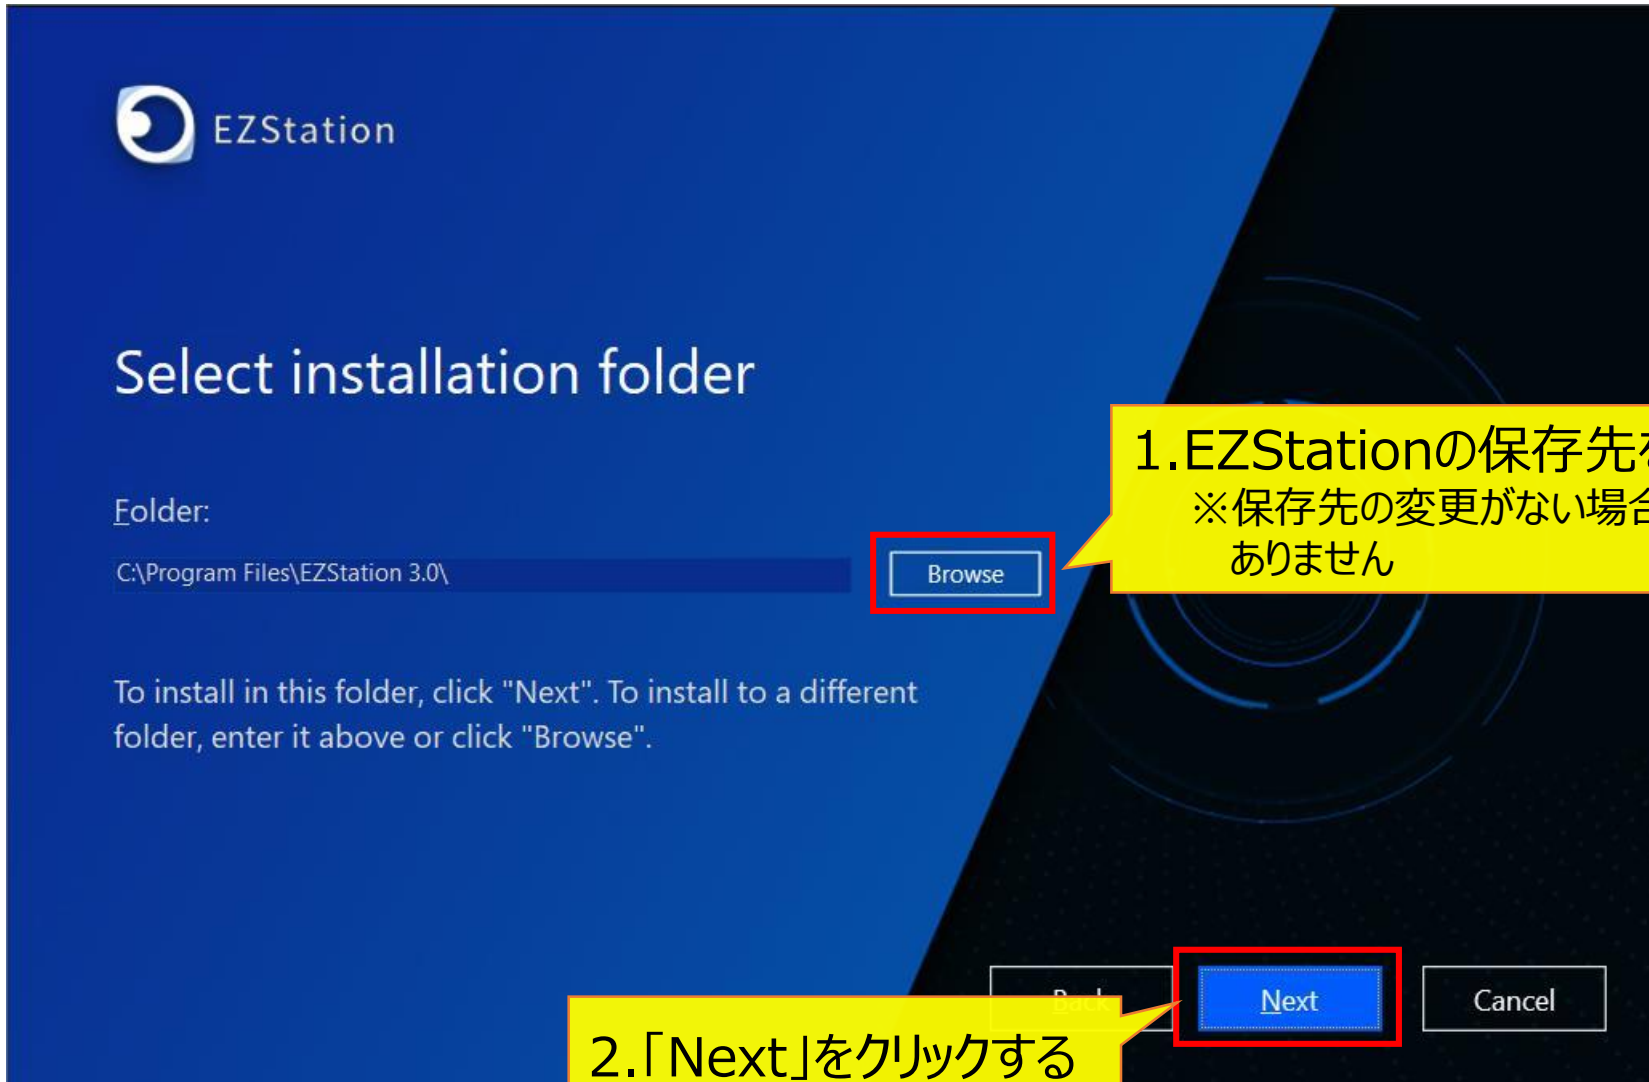 EZStation
Select installation folder
1.EZStationの保存先を
※保存先の変更がない場合
ありません
Folder:
C:\Program Files\EZStation 3.0\
Browse
To install in this folder, click "Next". To install to a different
folder, enter it above or click "Browse".
Back
Next
Cancel
2.「Next」をクリックする